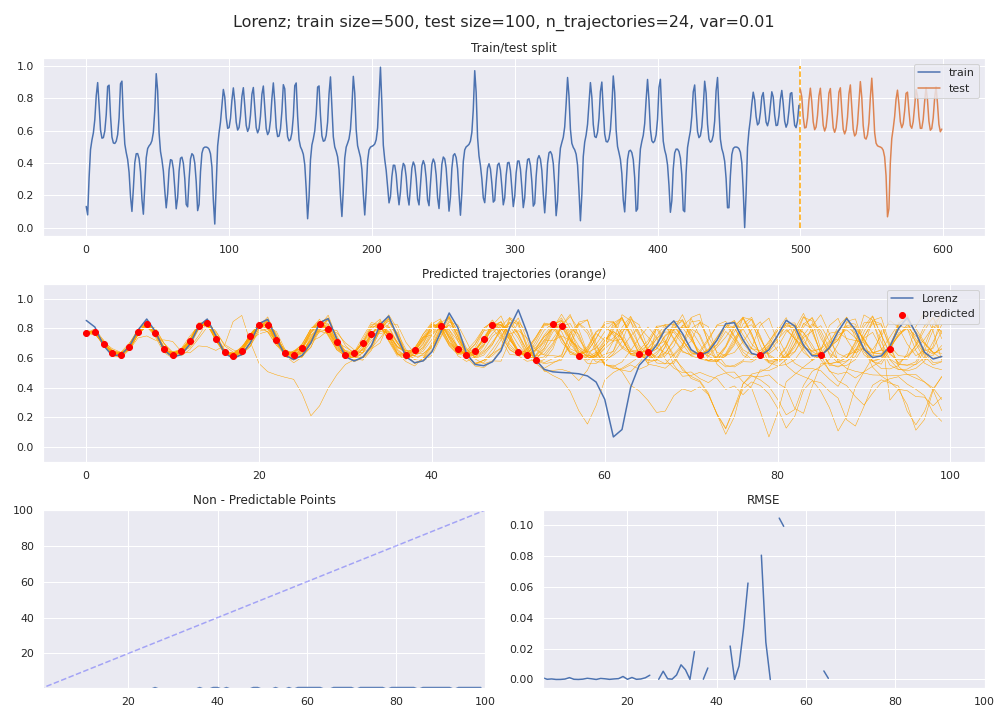 Lorenz; train size=500, test size=100, n_trajectories=24, var=0.01
Train/test split
1.0
0.8
0.6
0.4
0.2
0.0
train
test
0 100 200 300 400 500 600
Predicted trajectories (orange)
1.0
0.8
0.6
0.4
0.2
0.0
Lorenz
predicted
0 20 40 60 80 100
Non - Predictable Points
100
80
60
40
20
20 40 60 80 100
RMSE
0.10
0.08
0.06
0.04
0.02
0.00
20 40 60 80 100